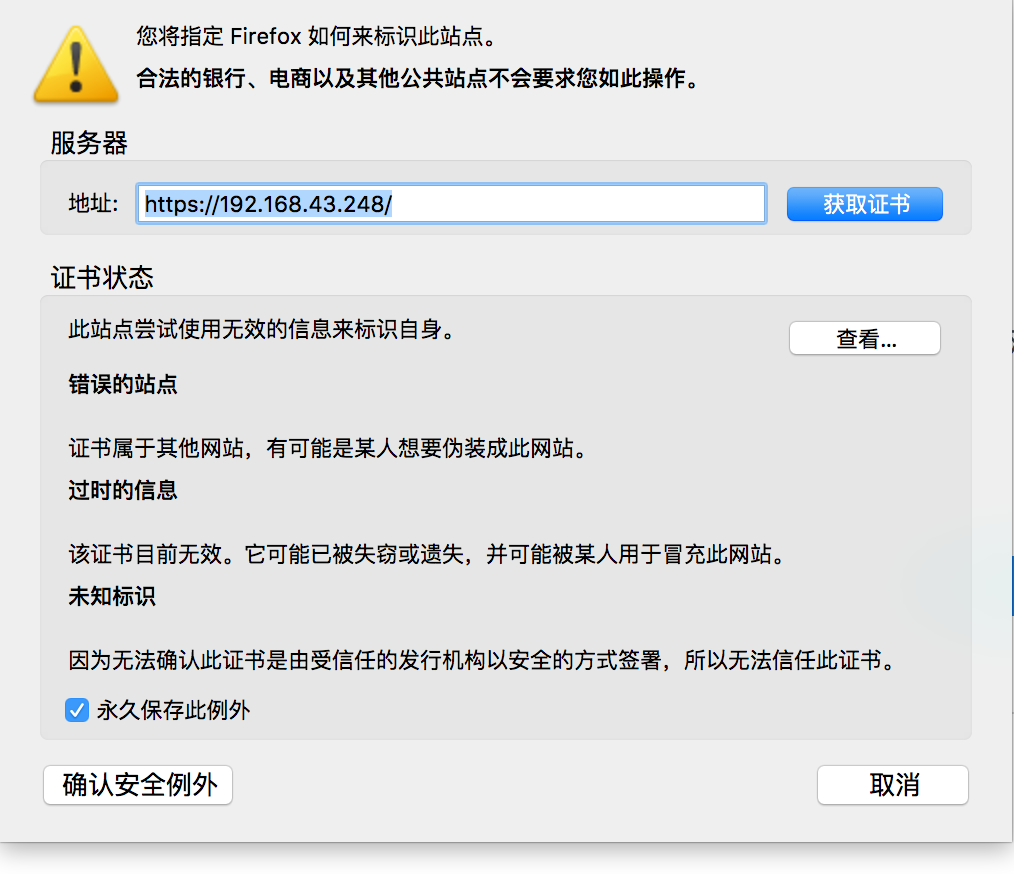 您将指定 Firefox 如何来标识此站点。
合法的银行、电商以及其他公共站点不会要求您如此操作。
服务器
地址: https://192.168.43.248/ 获取证书
证书状态
此站点尝试使用无效的信息来标识自身。 查看...
错误的站点
证书属于其他网站，有可能是某人想要伪装成此网站。
过时的信息
该证书目前无效。它可能已被失窃或遗失，并可能被某人用于冒充此网站。
未知标识
因为无法确认此证书是由受信任的发行机构以安全的方式签署，所以无法信任此证书。
永久保存此例外
确认安全例外 取消